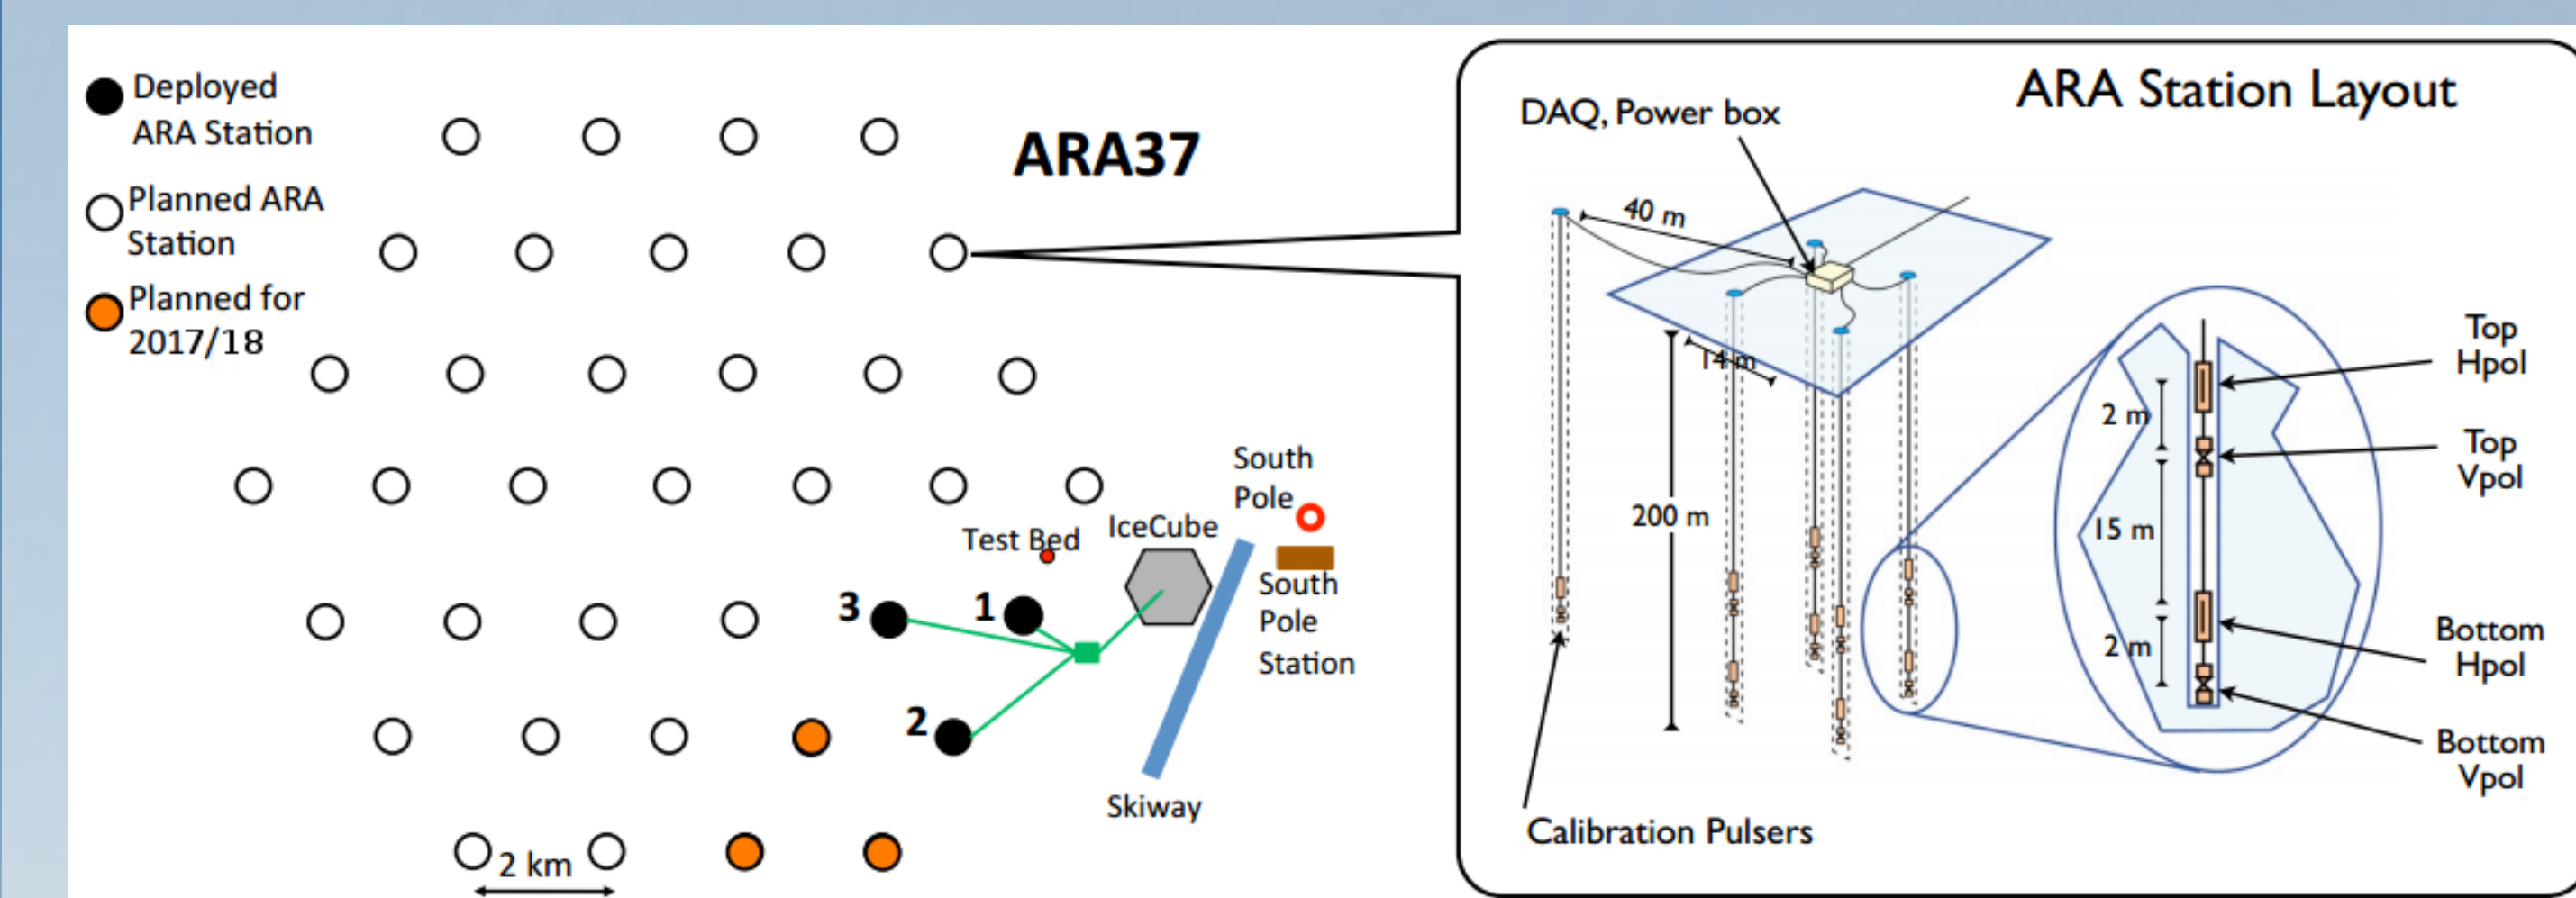 Deployed
ARA Station
Planned ARA
Station
Planned for
2017/18
ARA37
South
Pole
Test Bed
IceCube
3
1
South
Pole
Station
2
Skiway
2 km
ARA Station Layout
DAQ, Power box
40 m
14 m
200 m
Calibration Pulsers
Top
Hpol
2 m
Top
Vpol
15 m
Bottom
Hpol
2 m
Bottom
Vpol